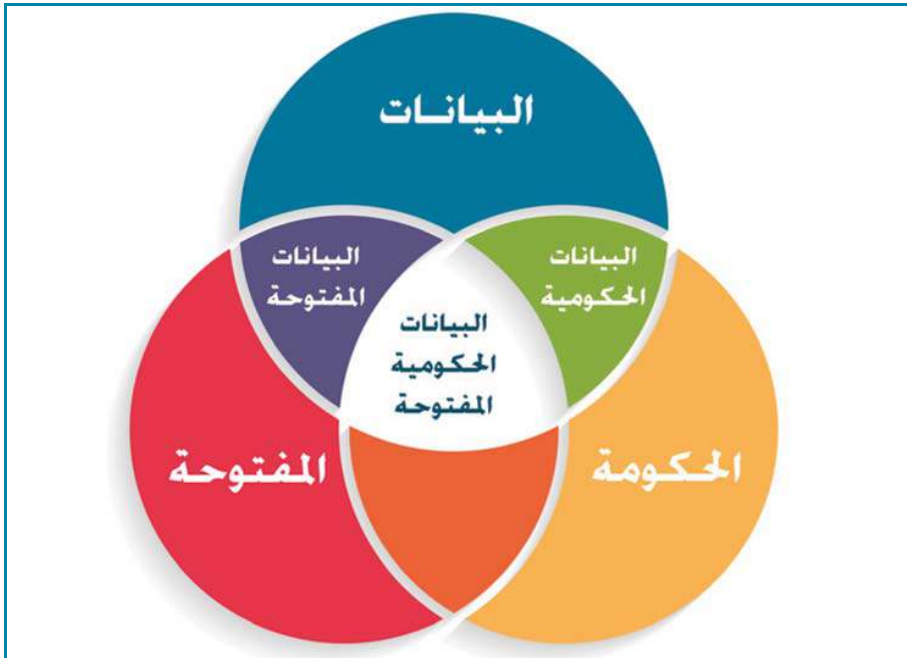 البيانات
البيانات
الحكومية
البيانات
المفتوحة
البيانات
الحكومية
المفتوحة
الحكومة
المفتوحة